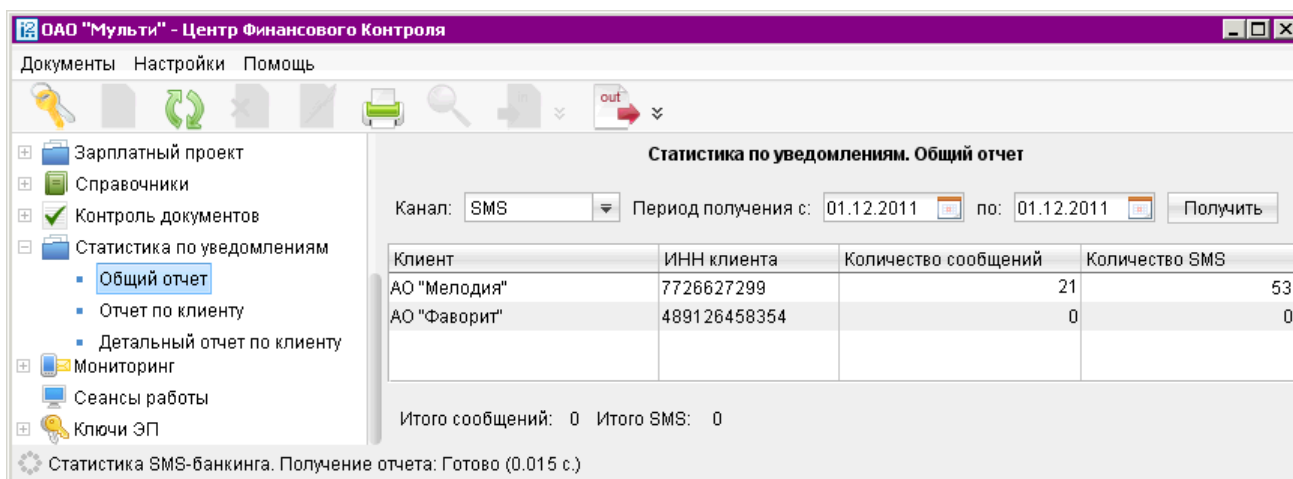 ОАО "Мульти" - Центр Финансового Контроля
Документы Настройки Помощь
in out
Зарплатный проект
Справочники
Контроль документов
Статистика по уведомлениям
Общий отчет
Отчет по клиенту
Детальный отчет по клиенту
Мониторинг
Сеансы работы
Ключи ЭП
Статистика по уведомлениям. Общий отчет
Канал: SMS Период получения с: 01.12.2011 по: 01.12.2011 Получить
Клиент ИНН клиента Количество сообщений Количество SMS
АО "Мелодия" 7726627299 21 53
АО "Фаворит" 489126458354 0 0
Итого сообщений: 0 Итого SMS: 0
Статистика SMS-банкинга. Получение отчета: Готово (0.015 с.)